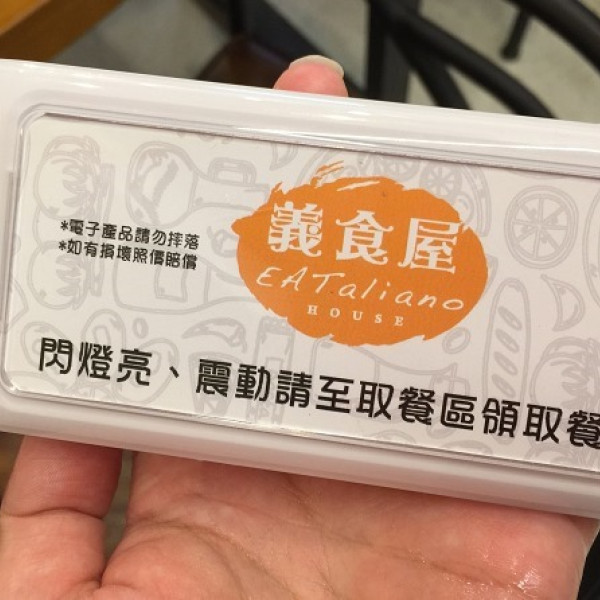 *電子產品請勿摔落
*如有損壞照價賠償
義食屋
EATaliano
HOUSE
閃燈亮、震動請至取餐區領取餐